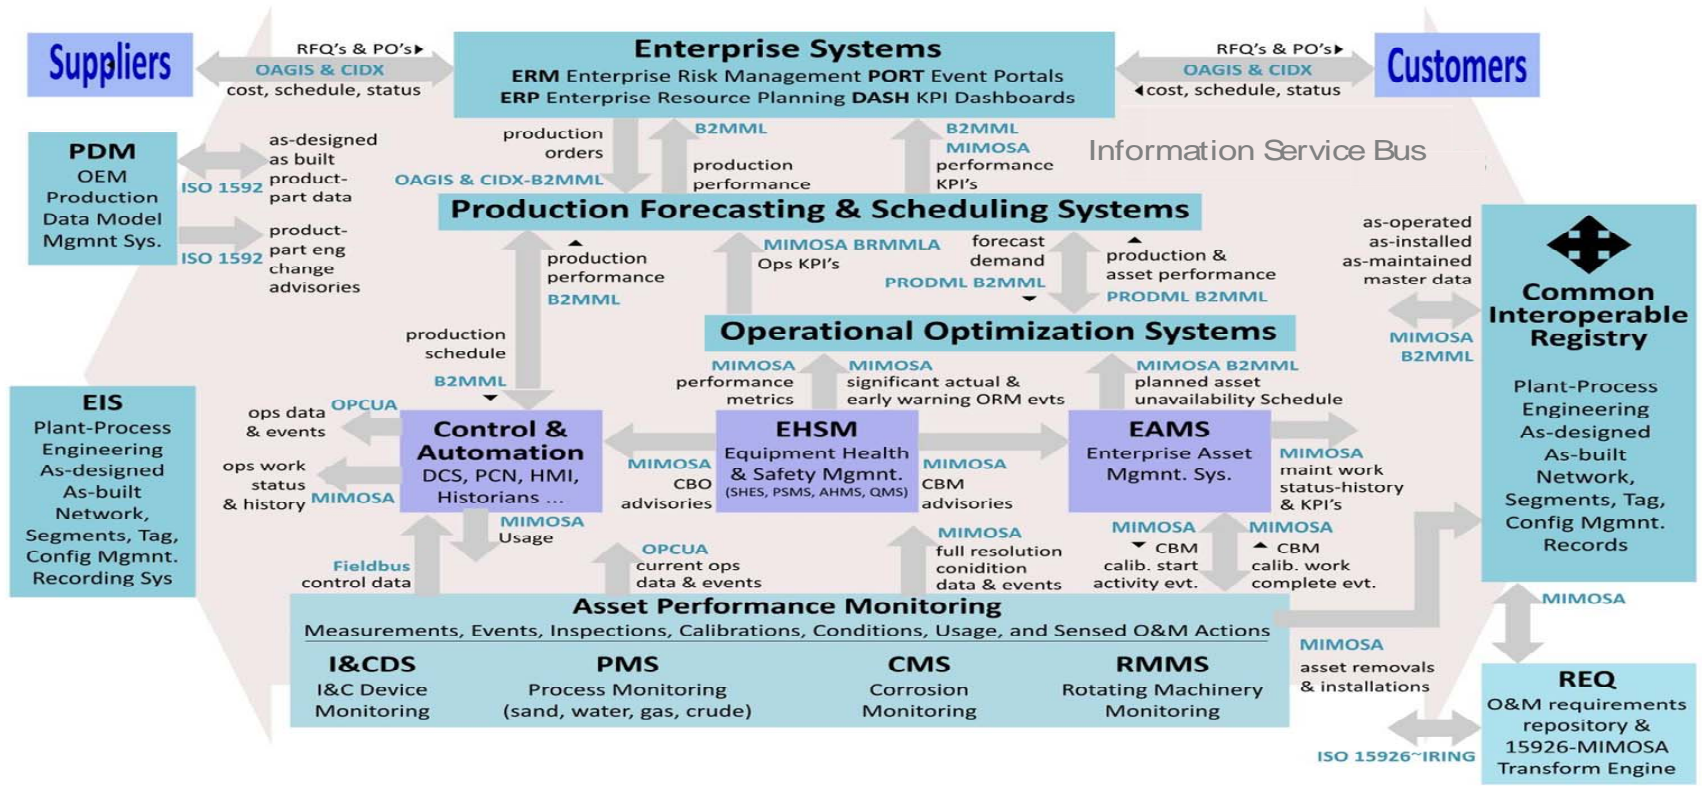 Suppliers
RFQ's & PO's
OAGIS & CIDX
cost, schedule, status
Enterprise Systems
ERM Enterprise Risk Management PORT Event Portals
ERP Enterprise Resource Planning DASH KPI Dashboards
RFQ's & PO's
OAGIS & CIDX
cost, schedule, status
Customers
Information Service Bus
PDM
OEM
Production
Data Model
Mgmnt Sys.
as-designed
as built
product-
part data
ISO 1592
product-
part eng
change
advisories
ISO 1592
production
orders
OAGIS & CIDX-B2MML
B2MML
production
performance
B2MML
MIMOSA
performance
KPI's
Production Forecasting & Scheduling Systems
production
performance
B2MML
MIMOSA BRMMLA
Ops KPI's
forecast
demand
PRODML B2MML
production &
asset performance
PRODML B2MML
as-operated
as-installed
as-maintained
master data
MIMOSA
B2MML
Common
Interoperable
Registry
Plant-Process
Engineering
As-designed
As-built
Network,
Segments, Tag,
Config Mgmnt.
Records
production
schedule
B2MML
Operational Optimization Systems
MIMOSA
performance
metrics
MIMOSA
significant actual &
early warning ORM evts
MIMOSA B2MML
planned asset
unavailability Schedule
EIS
Plant-Process
Engineering
As-designed
As-built
Network,
Segments, Tag,
Config Mgmnt.
Recording Sys
ops data
& events
OPCUA
ops work
status
& history
MIMOSA
Control &
Automation
DCS, PCN, HMI,
Historians ...
MIMOSA
CBO
advisories
EHSM
Equipment Health
& Safety Mgmnt.
(SHES, PSMS, AHMS, QMS)
MIMOSA
CBM
advisories
EAMS
Enterprise Asset
Mgmnt. Sys.
MIMOSA
maint work
status-history
& KPI's
Fieldbus
control data
MIMOSA
Usage
OPCUA
current ops
data & events
MIMOSA
full resolution
conidition
data & events
MIMOSA
CBM
calib. start
activity evt.
MIMOSA
CBM
calib. work
complete evt.
Asset Performance Monitoring
Measurements, Events, Inspections, Calibrations, Conditions, Usage, and Sensed O&M Actions
I&CDS
I&C Device
Monitoring
PMS
Process Monitoring
(sand, water, gas, crude)
CMS
Corrosion
Monitoring
RMMS
Rotating Machinery
Monitoring
MIMOSA
asset removals
& installations
MIMOSA
ISO 15926~IRING
REQ
O&M requirements
repository &
15926-MIMOSA
Transform Engine